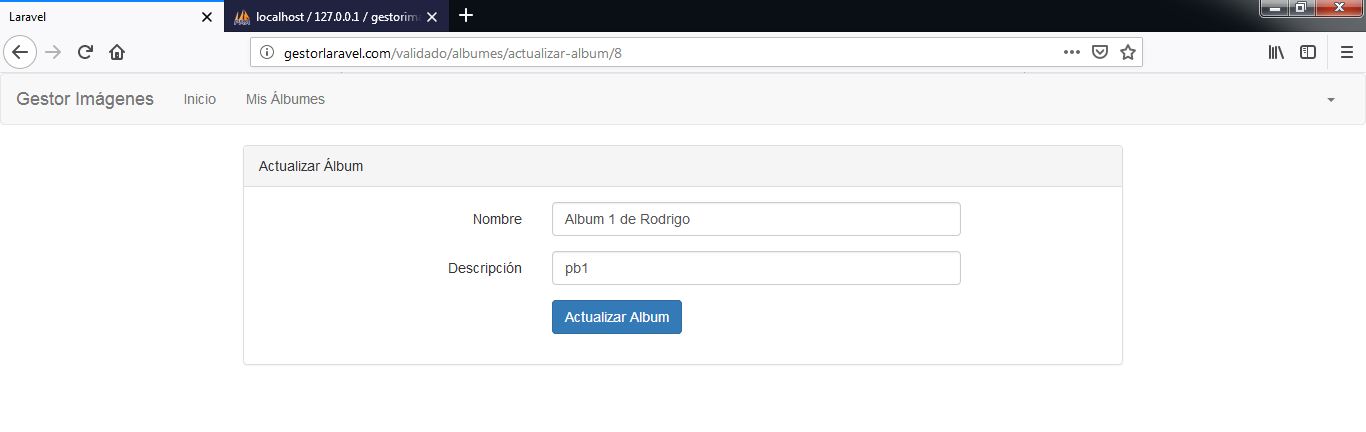 Laravel
localhost / 127.0.0.1 / gestorim
gestorlaravel.com/validado/albumes/actualizar-album/8
Gestor Imágenes Inicio Mis Álbumes
Actualizar Álbum
Nombre Album 1 de Rodrigo
Descripción pb1
Actualizar Album